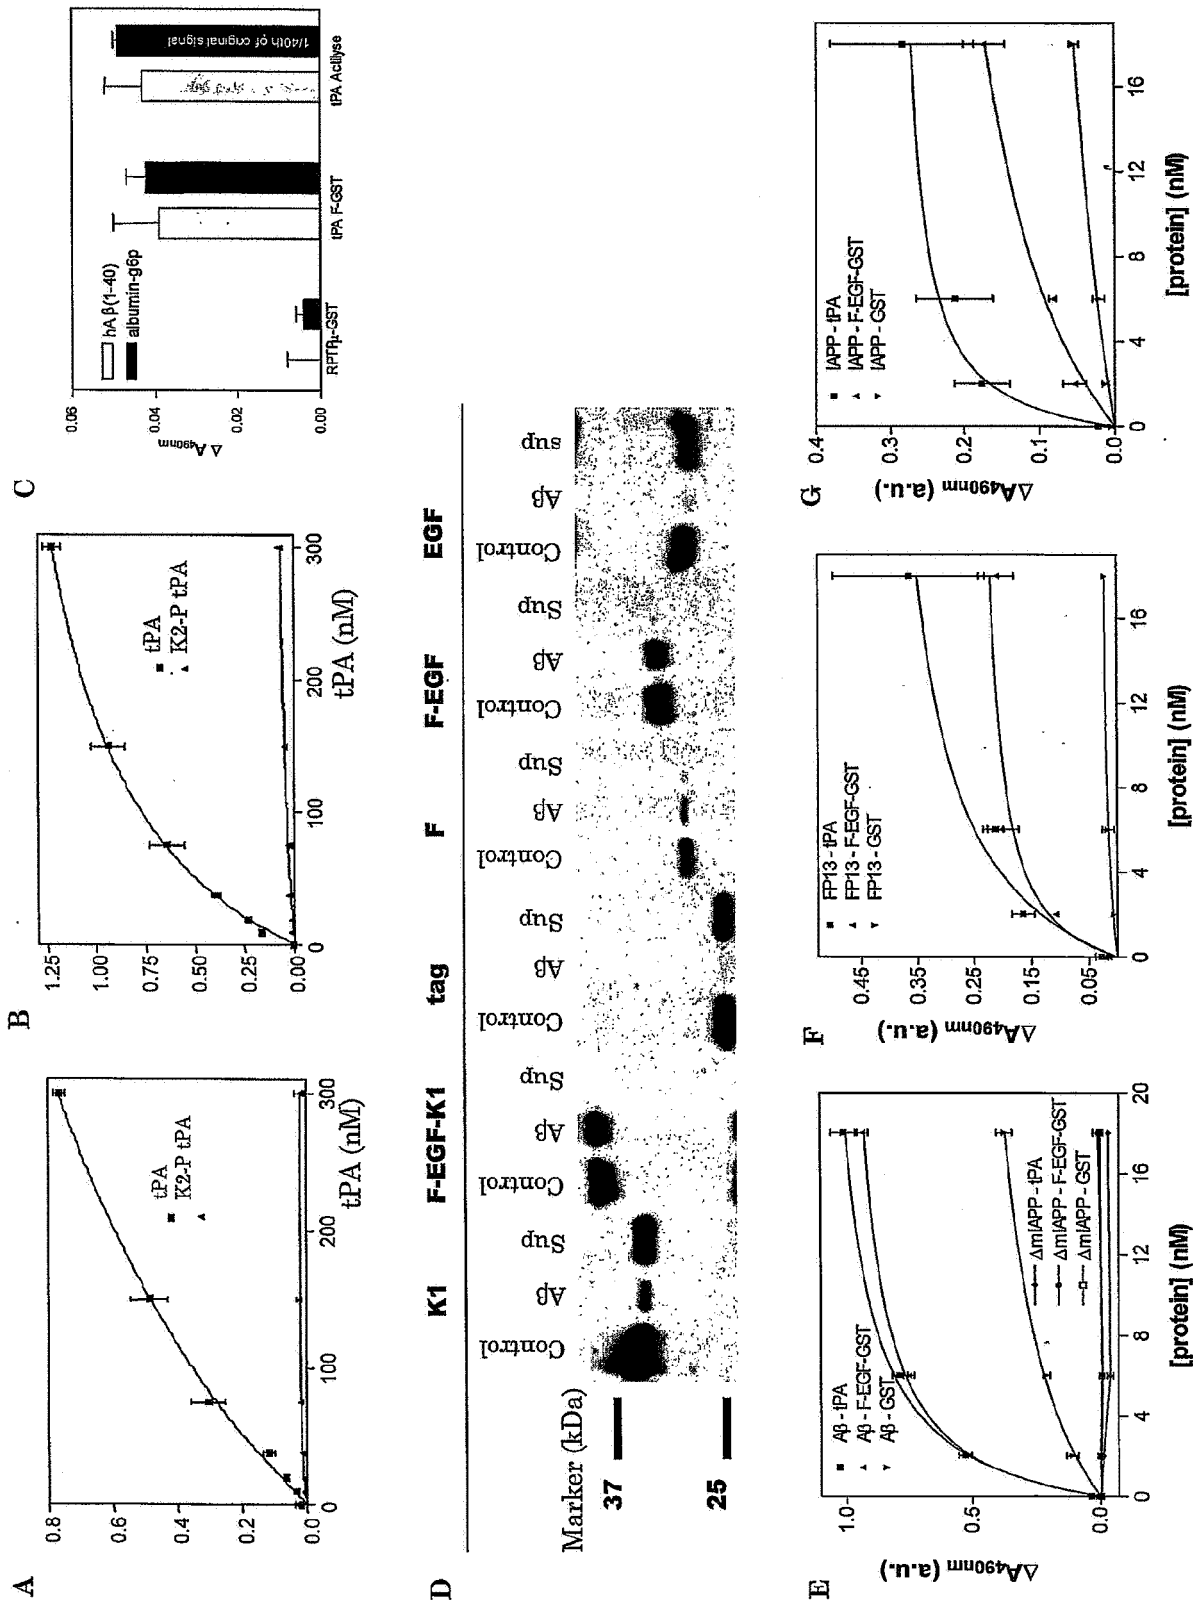 A
0.8
0.6
0.4
0.2
0.0
0
100
200
300
tPA (nM)
tPA
K2-P tPA
B
1.25
1.00
0.75
0.50
0.25
0.00
0
100
200
300
tPA (nM)
tPA
K2-P tPA
C
Δ A490nm
0.06
0.04
0.02
0.00
hAβ(1-40)
albumin-g6p
RPTPμ-GST
tPA F-GST
tPA Actilyse
1/40th of original signal
D
K1 F-EGF-K1 tag F F-EGF EGF
Marker (kDa) Control Aβ Sup Control Aβ Sup Control Aβ Sup Control Aβ Sup Control Aβ Sup Control Aβ sup
37
25
E
ΔA490nm (a.u.)
1.0
0.5
0.0
0 4 8 12 16 20
[protein] (nM)
Aβ - tPA
Aβ - F-EGF-GST
Aβ - GST
ΔmIAPP - tPA
ΔmIAPP - F-EGF-GST
ΔmIAPP - GST
F
ΔA490nm (a.u.)
0.45
0.35
0.25
0.15
0.05
0 4 8 12 16
[protein] (nM)
FP13 - tPA
FP13 - F-EGF-GST
FP13 - GST
G
ΔA490nm (a.u.)
0.4
0.3
0.2
0.1
0.0
0 4 8 12 16
[protein] (nM)
IAPP - tPA
IAPP - F-EGF-GST
IAPP - GST